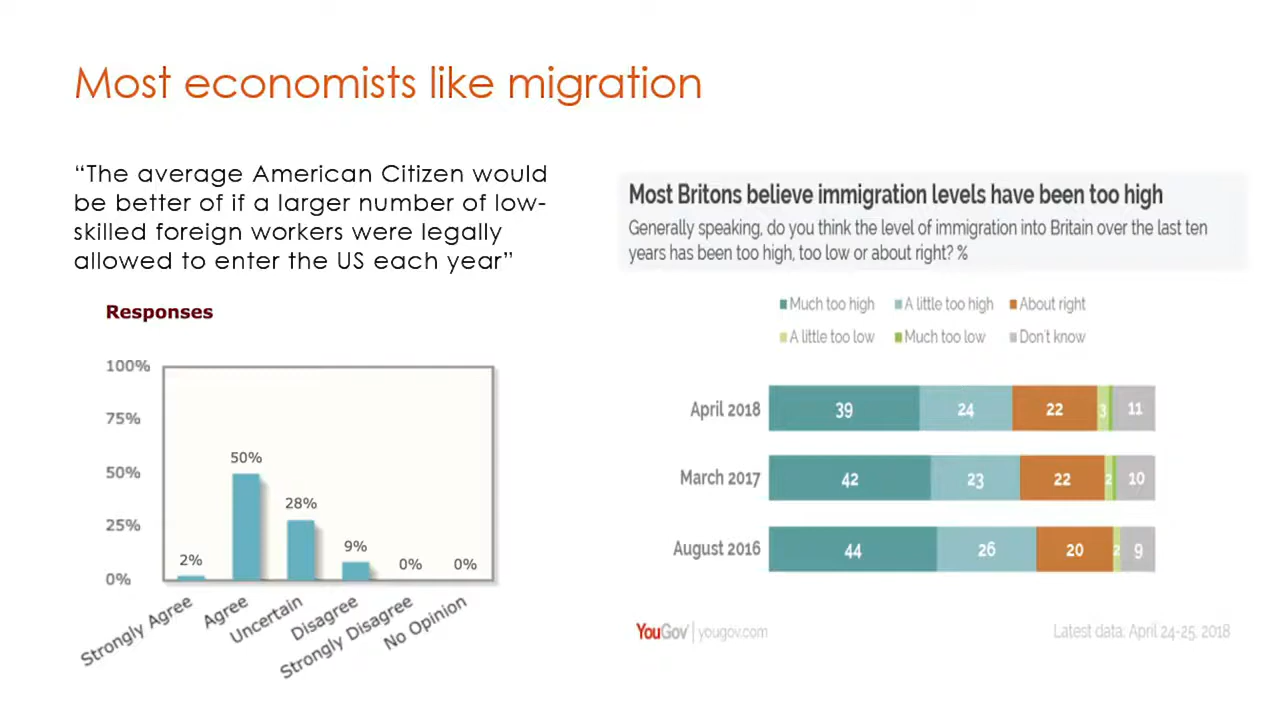 Most economists like migration
“The average American Citizen would
be better of if a larger number of low-
skilled foreign workers were legally
allowed to enter the US each year”
Responses
100%
75%
50%
25%
0%
2%
50%
28%
9%
0%
0%
Strongly Agree
Agree
Uncertain
Disagree
Strongly Disagree
No Opinion
Most Britons believe immigration levels have been too high
Generally speaking, do you think the level of immigration into Britain over the last ten
years has been too high, too low or about right? %
Much too high A little too high About right
A little too low Much too low Don't know
April 2018 39 24 22 3 11
March 2017 42 23 22 2 10
August 2016 44 26 20 2 9
YouGov | yougov.com
Latest data: April 24-25, 2018